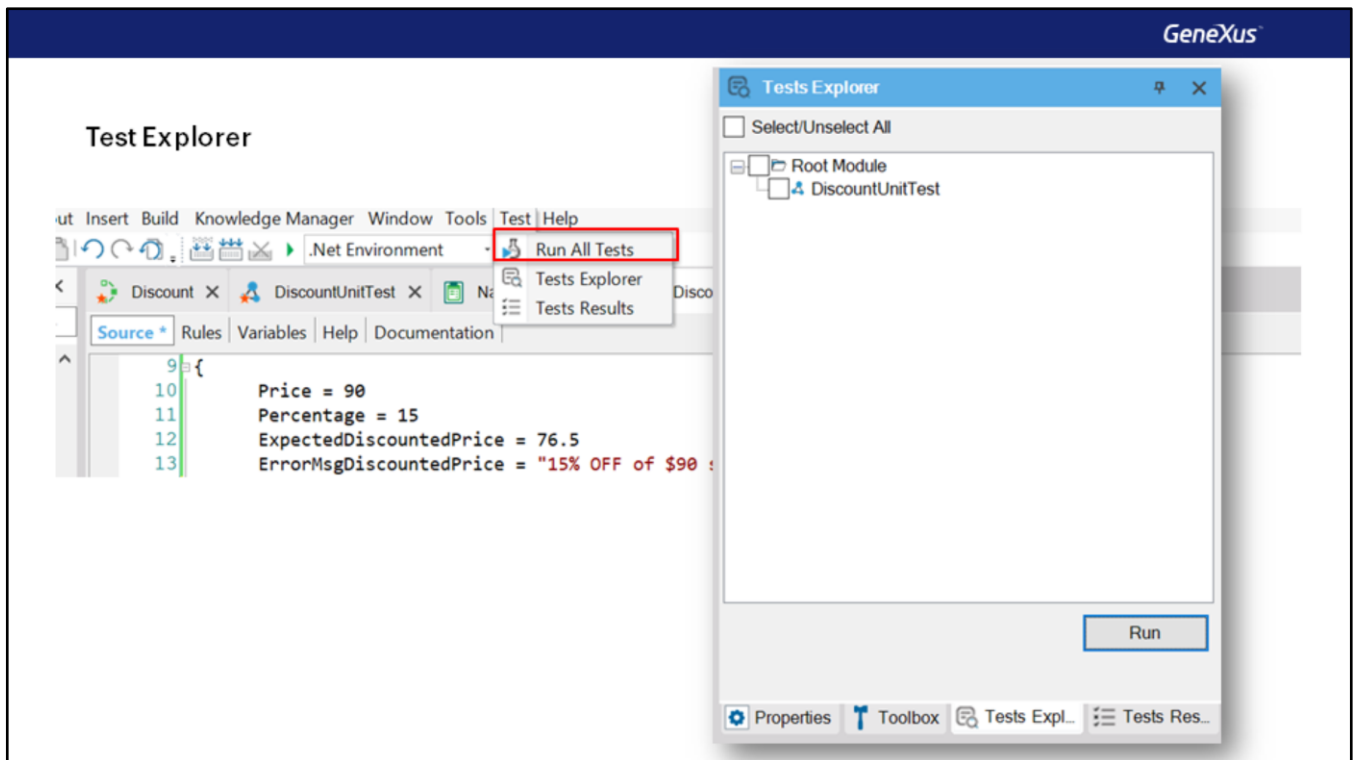 GeneXus
Test Explorer
Insert Build Knowledge Manager Window Tools Test Help
.Net Environment
Run All Tests
Tests Explorer
Tests Results
Discount DiscountUnitTest
Source * Rules Variables Help Documentation
9 {
10 Price = 90
11 Percentage = 15
12 ExpectedDiscountedPrice = 76.5
13 ErrorMsgDiscountedPrice = "15% OFF of $90
Tests Explorer
Select/Unselect All
Root Module
DiscountUnitTest
Run
Properties Toolbox Tests Expl... Tests Res...